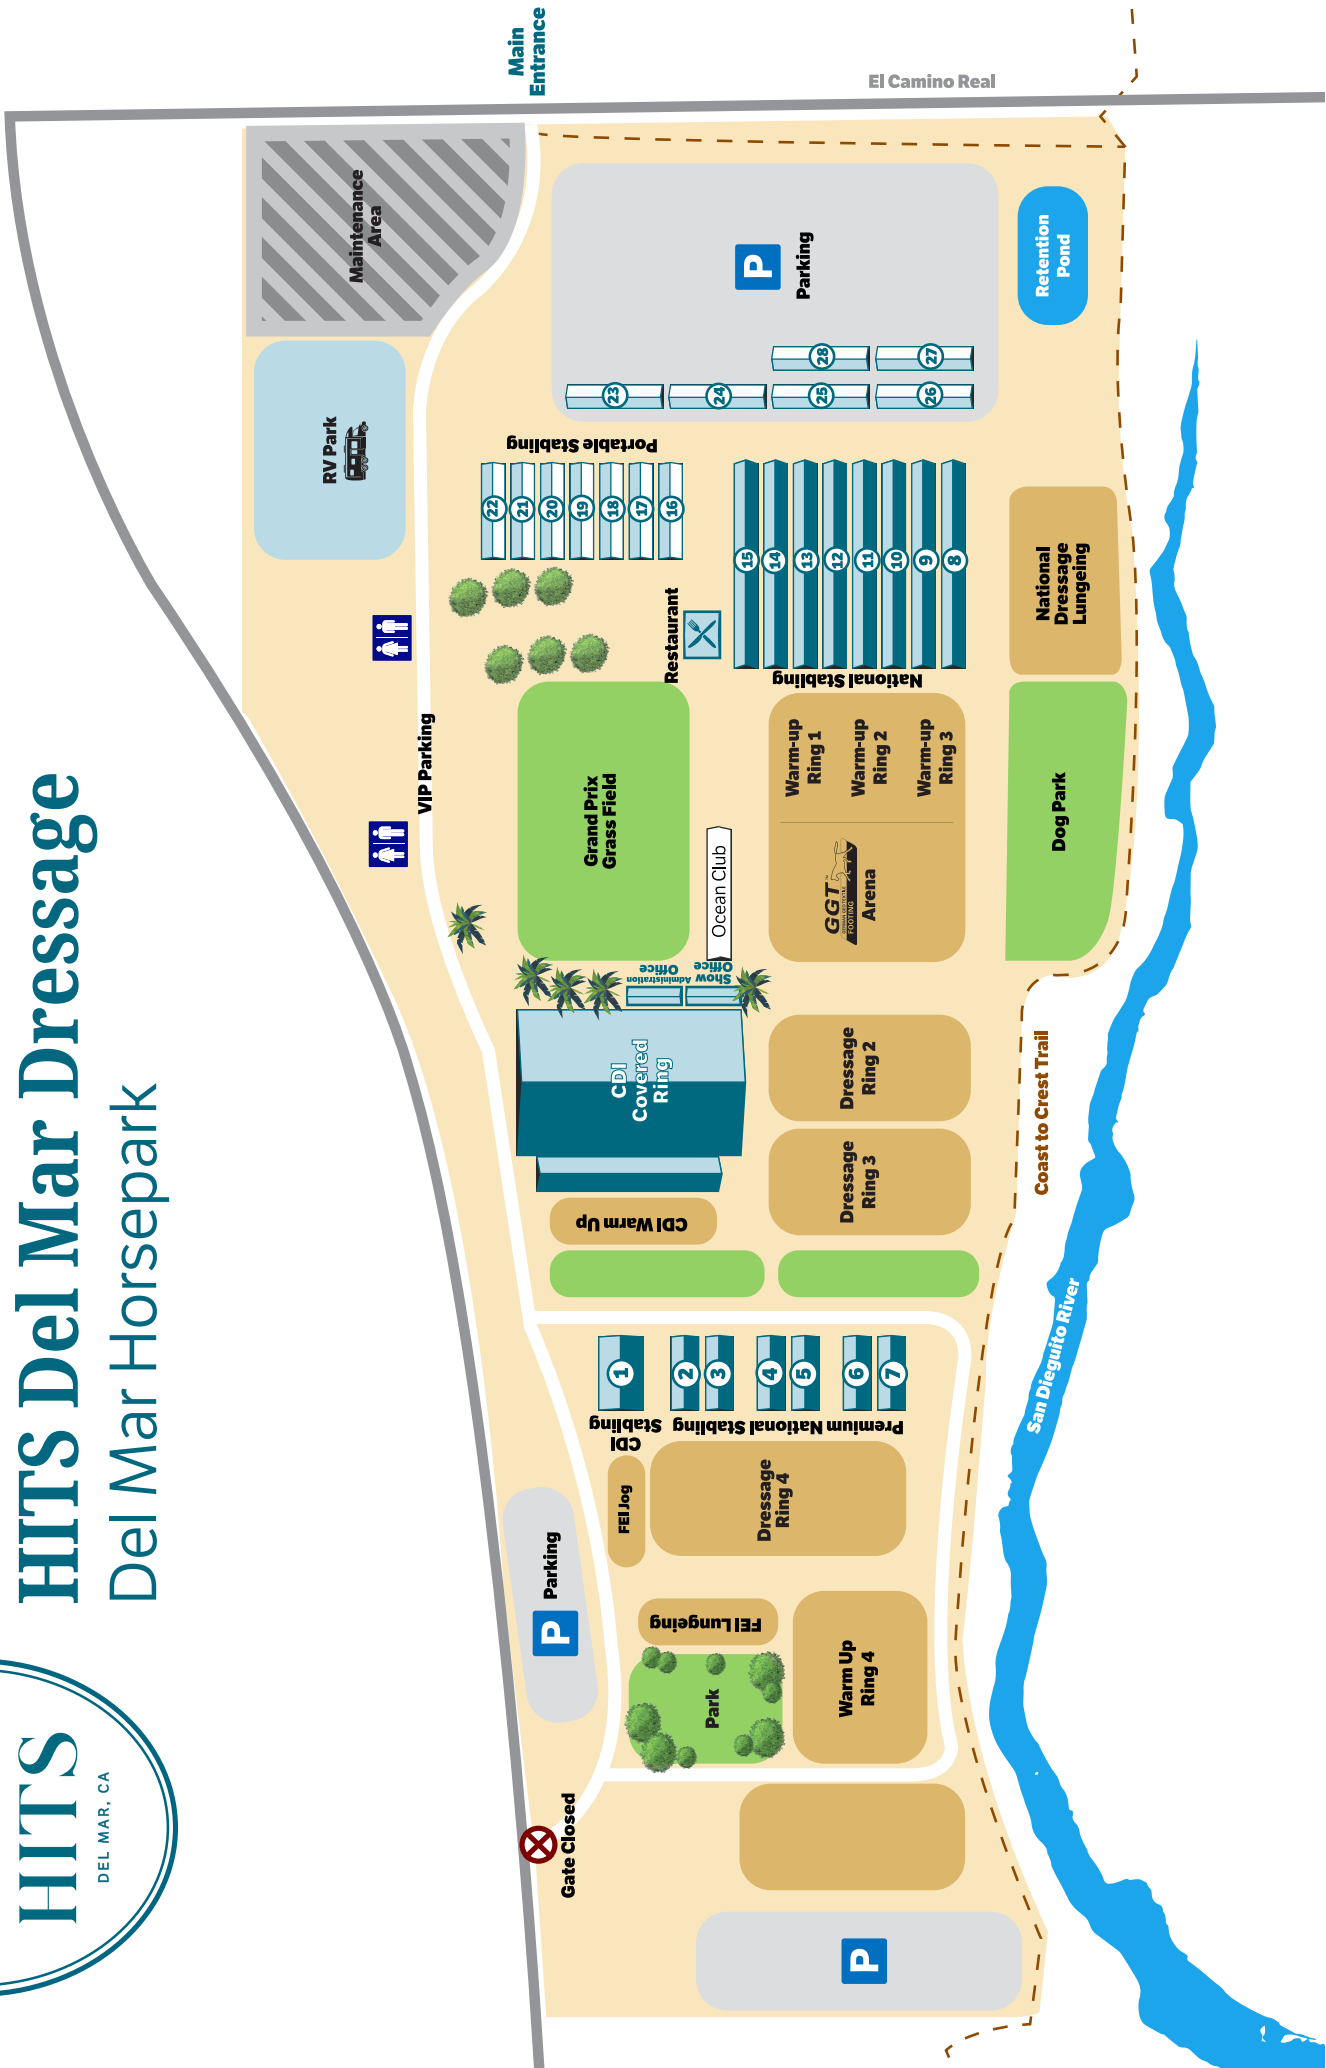 HITS
DEL MAR, CA
HITS Del Mar Dressage
Del Mar Horsepark
Main
Entrance
El Camino Real
Maintenance
Area
RV Park
P
Parking
Retention
Pond
23
24
25
26
27
28
Portable Stabling
22
21
20
19
18
17
16
15
14
13
12
11
10
9
8
National Stabling
National
Dressage
Lungeing
Restaurant
VIP Parking
Grand Prix
Grass Field
Ocean Club
Warm-up
Ring 1
Warm-up
Ring 2
Warm-up
Ring 3
GGT
FOOTING
Arena
Dog Park
Administration
Office
Show
Office
CDI
Covered
Ring
Dressage
Ring 2
Dressage
Ring 3
CDI Warm Up
Coast to Crest Trail
San Dieguito River
1
2
3
4
5
6
7
CDI
Stabling
Premium National Stabling
FEI Jog
Dressage
Ring 4
P
Parking
FEI Lungeing
Park
Warm Up
Ring 4
Gate Closed
P